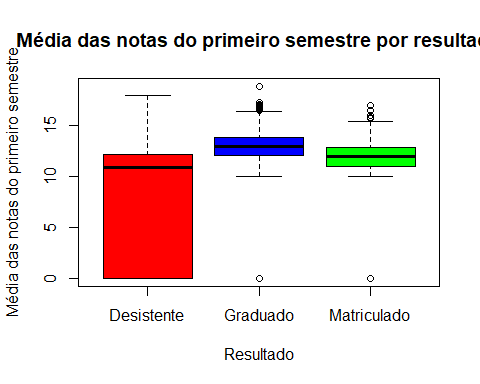 Média das notas do primeiro semestre por resulta
Média das notas do primeiro semestre
15
10
5
0
Desistente Graduado Matriculado
Resultado